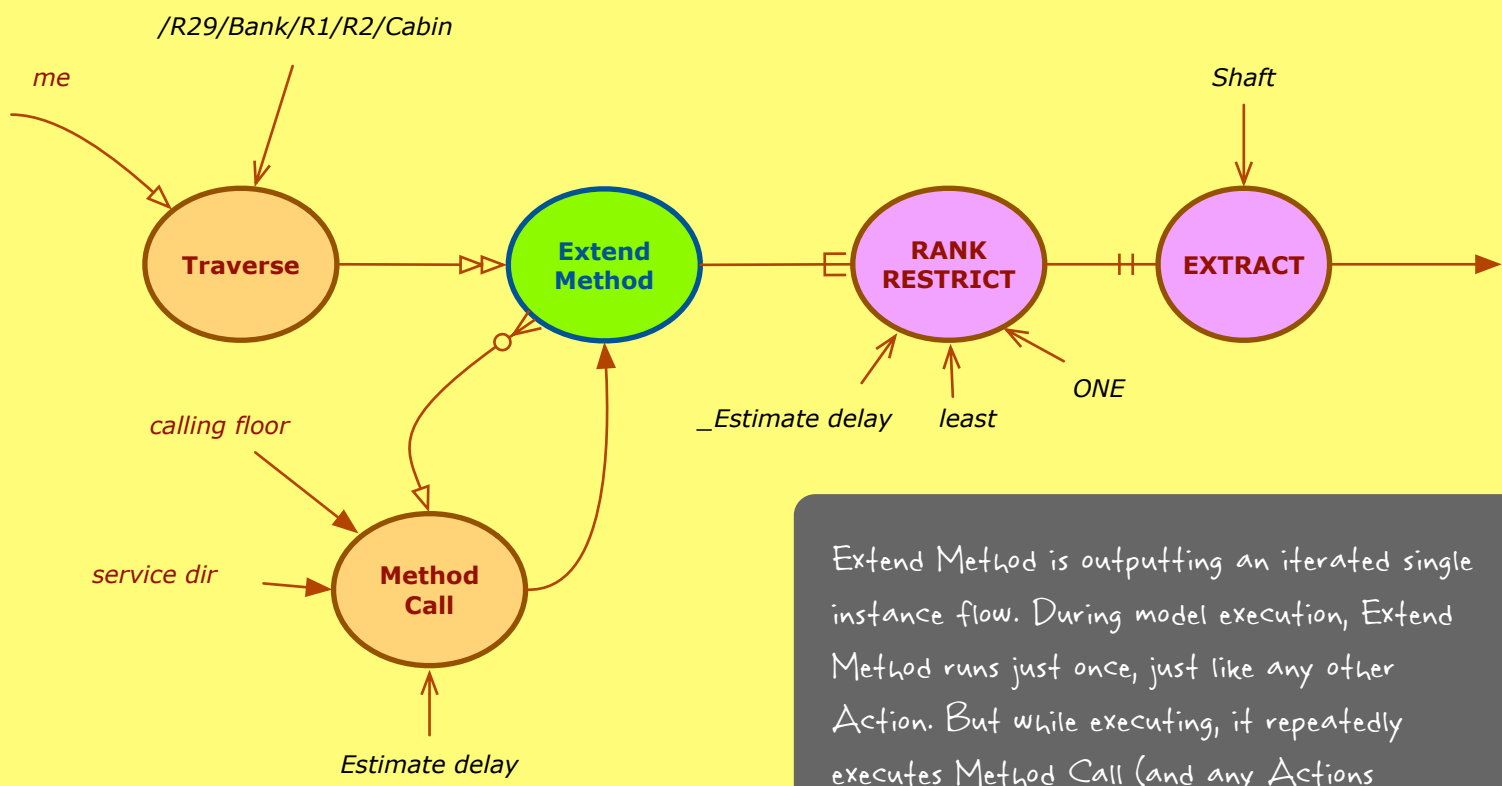 /R29/Bank/R1/R2/Cabin
me
Shaft
Traverse
Extend
Method
RANK
RESTRICT
EXTRACT
_Estimate delay
least
ONE
calling floor
service dir
Method
Call
Estimate delay
Extend Method is outputting an iterated single
instance flow. During model execution, Extend
Method runs just once, just like any other
Action. But while executing, it repeatedly
executes Method Call (and any Actions